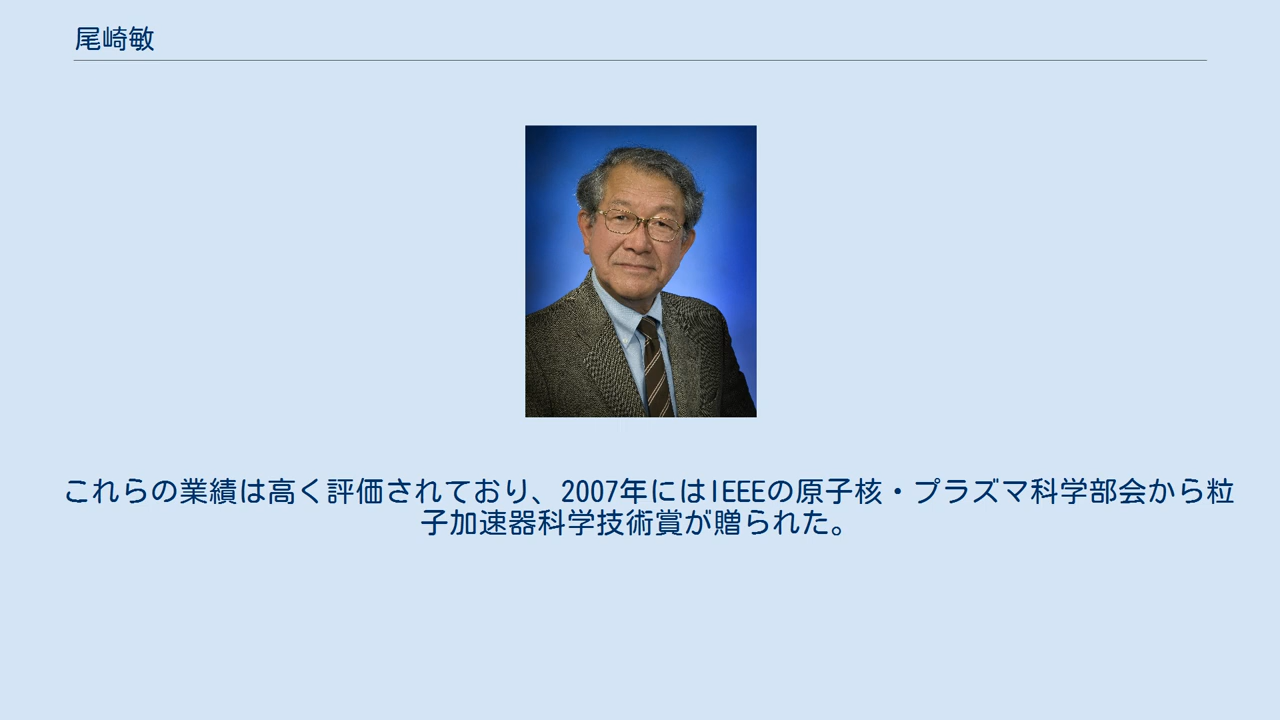 尾崎敏
これらの業績は高く評価されており、2007年にはIEEEの原子核・プラズマ科学部会から粒
子加速器科学技術賞が贈られた。